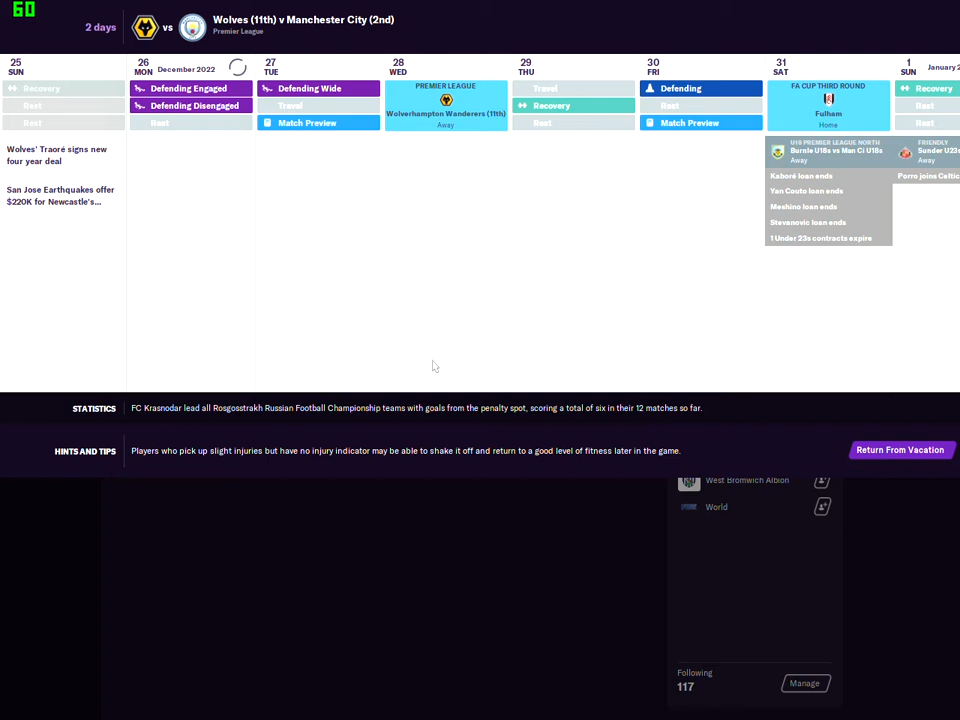 60
2 days
vs
Wolves (11th) v Manchester City (2nd)
Premier League
25
SUN
26
MON December 2022
27
TUE
28
WED
29
THU
30
FRI
31
SAT
1
SUN January 2
Recovery
Rest
Rest
Defending Engaged
Defending Disengaged
Rest
Defending Wide
Travel
Match Preview
PREMIER LEAGUE
Wolverhampton Wanderers (11th)
Away
Travel
Recovery
Rest
Defending
Rest
Match Preview
FA CUP THIRD ROUND
Fulham
Home
Recovery
Rest
Rest
Wolves' Traoré signs new
four year deal
San Jose Earthquakes offer
$220K for Newcastle's...
U18 PREMIER LEAGUE NORTH
Burnle U18s vs Man Ci U18s
Away
Kaboré loan ends
Yan Couto loan ends
Meshino loan ends
Stevanovic loan ends
1 Under 23s contracts expire
FRIENDLY
Sunder U23s
Away
Porro joins Celtic
STATISTICS
FC Krasnodar lead all Rosgosstrakh Russian Football Championship teams with goals from the penalty spot, scoring a total of six in their 12 matches so far.
HINTS AND TIPS
Players who pick up slight injuries but have no injury indicator may be able to shake it off and return to a good level of fitness later in the game.
Return From Vacation
West Bromwich Albion
World
Following
117
Manage